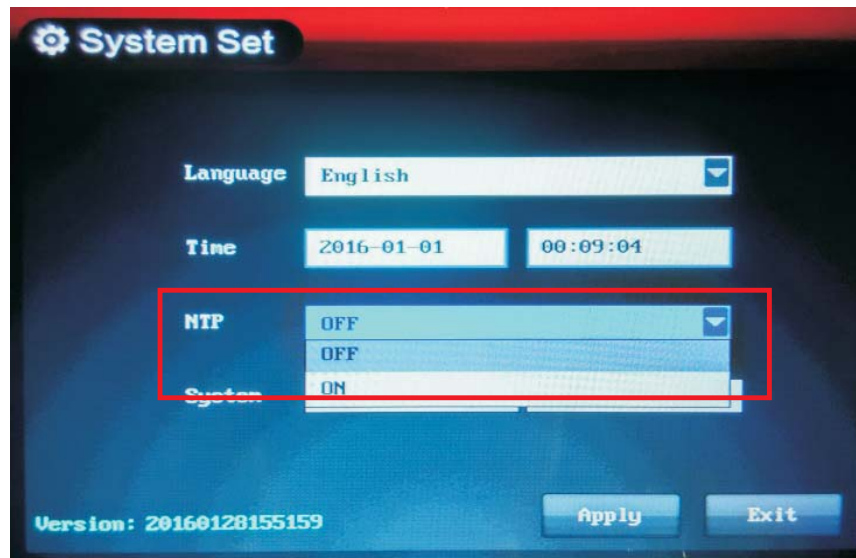 System Set
Language English
Time 2016-01-01 00:09:04
NTP OFF
OFF
System ON
Version: 20160128155159 Apply Exit